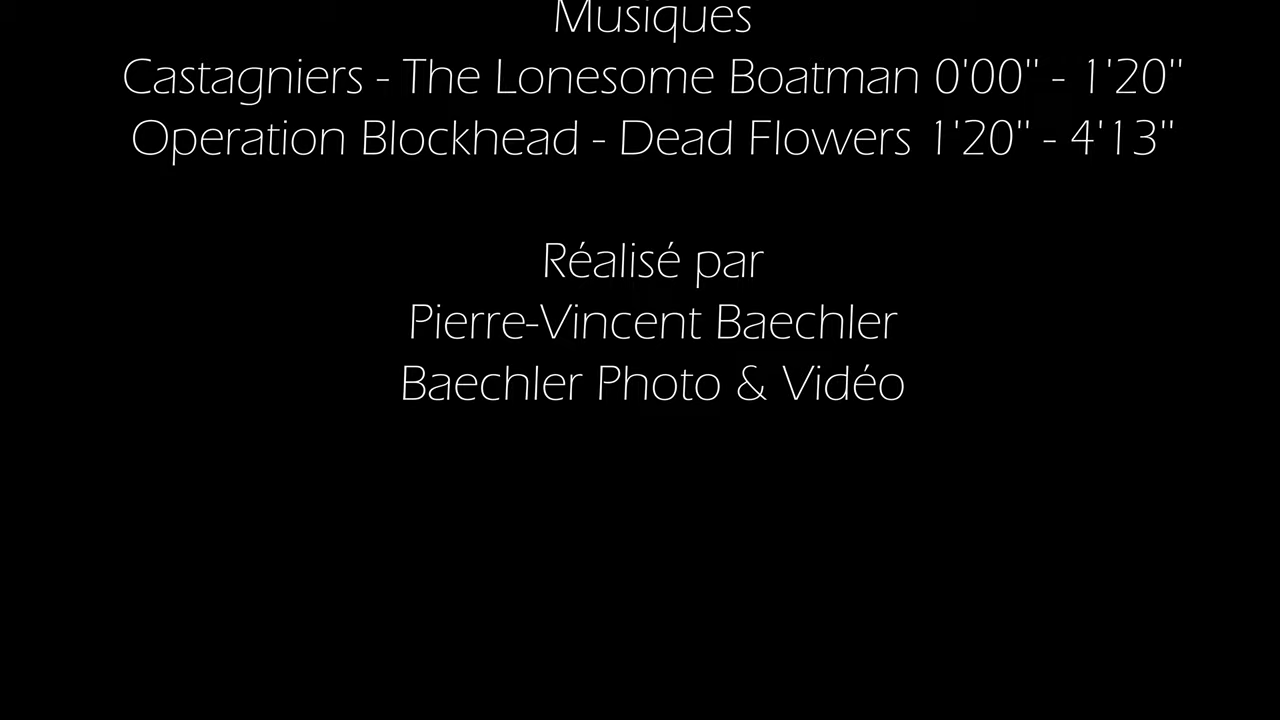 Musiques
Castagniers - The Lonesome Boatman 0'00" - 1'20"
Operation Blockhead - Dead Flowers 1'20" - 4'13"
Réalisé par
Pierre-Vincent Baechler
Baechler Photo & Vidéo